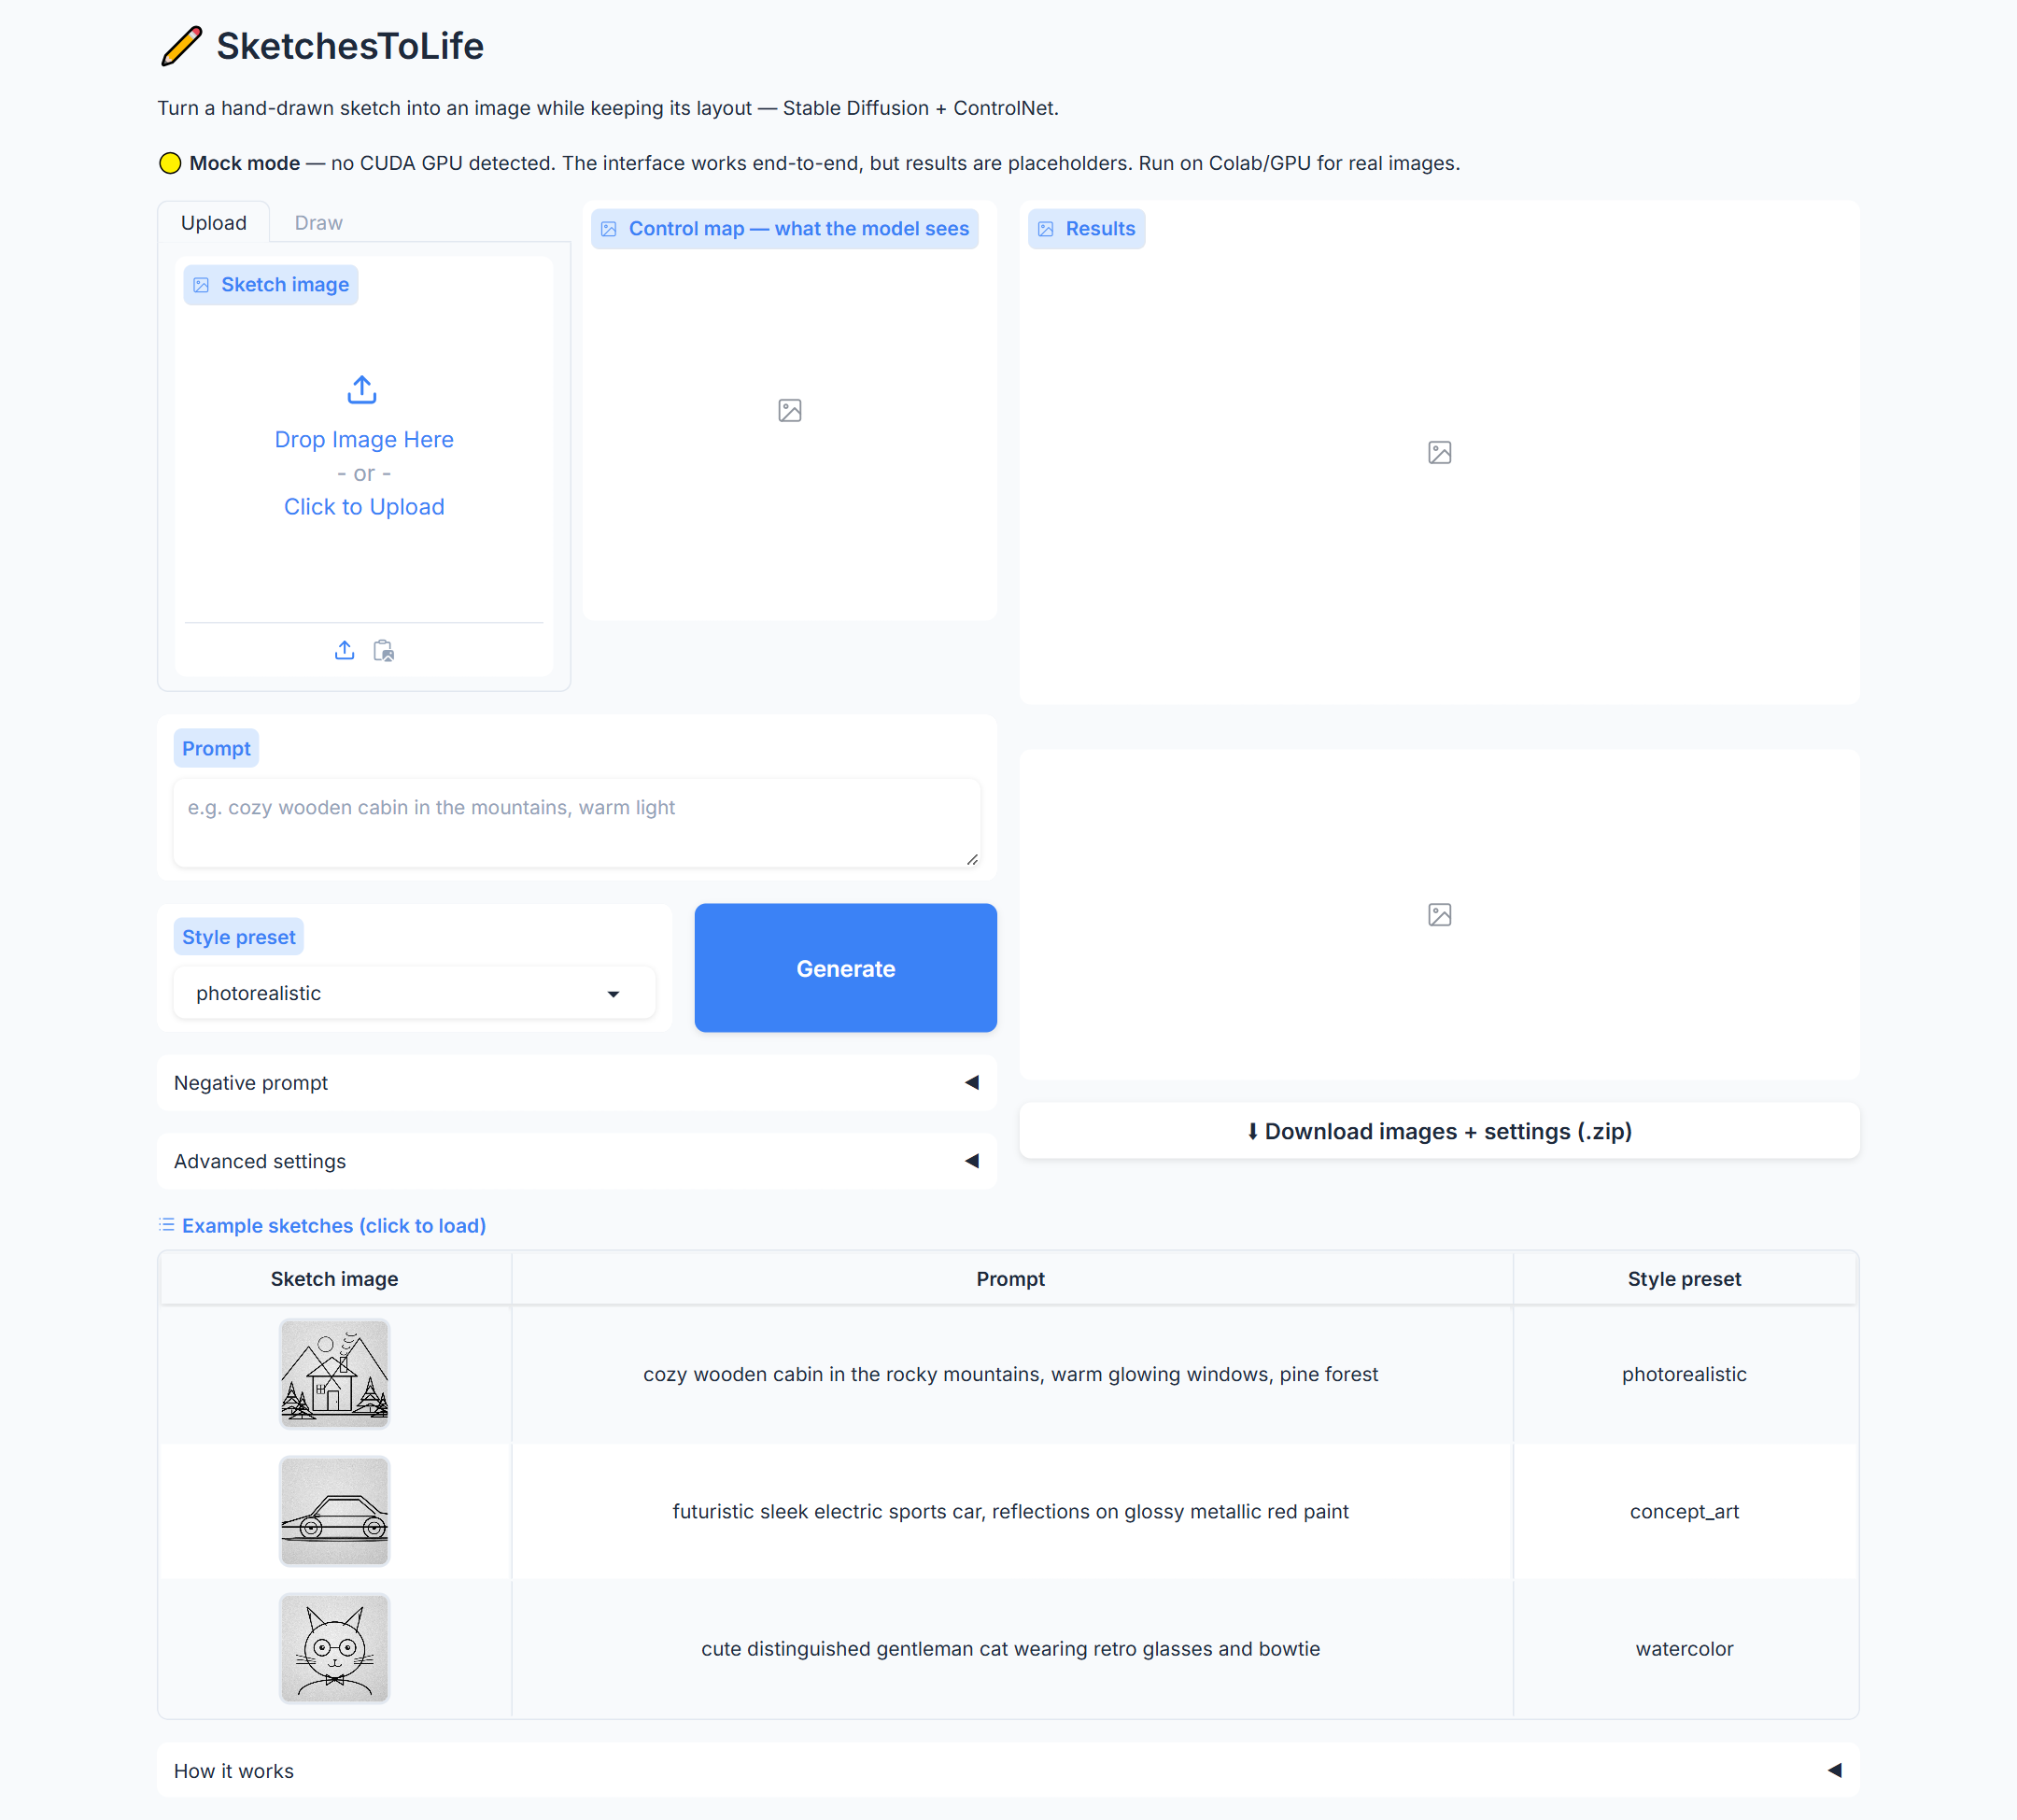 SketchesToLife
Turn a hand-drawn sketch into an image while keeping its layout — Stable Diffusion + ControlNet.
Mock mode — no CUDA GPU detected. The interface works end-to-end, but results are placeholders. Run on Colab/GPU for real images.
Upload Draw
Sketch image
Drop Image Here
- or -
Click to Upload
Control map — what the model sees
Results
Prompt
e.g. cozy wooden cabin in the mountains, warm light
Style preset
photorealistic
Generate
Negative prompt
Advanced settings
⬇ Download images + settings (.zip)
Example sketches (click to load)
Sketch image Prompt Style preset
cozy wooden cabin in the rocky mountains, warm glowing windows, pine forest photorealistic
futuristic sleek electric sports car, reflections on glossy metallic red paint concept_art
cute distinguished gentleman cat wearing retro glasses and bowtie watercolor
How it works